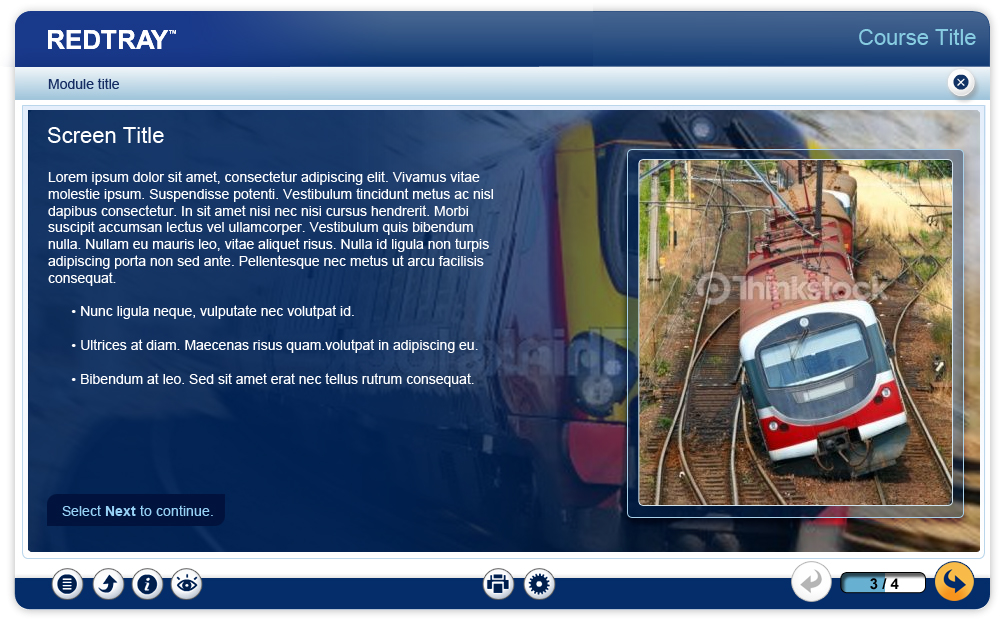 REDTRAY™
Course Title
Module title
Screen Title
Lorem ipsum dolor sit amet, consectetur adipiscing elit. Vivamus vitae
molestie ipsum. Suspendisse potenti. Vestibulum tincidunt metus ac nisl
dapibus consectetur. In sit amet nisi nec nisi cursus hendrerit. Morbi
suscipit accumsan lectus vel ullamcorper. Vestibulum quis bibendum
nulla. Nullam eu mauris leo, vitae aliquet risus. Nulla id ligula non turpis
adipiscing porta non sed ante. Pellentesque nec metus ut arcu facilisis
consequat.
• Nunc ligula neque, vulputate nec volutpat id.
• Ultrices at diam. Maecenas risus quam.volutpat in adipiscing eu.
• Bibendum at leo. Sed sit amet erat nec tellus rutrum consequat.
Thinkstock
Select Next to continue.
3 / 4